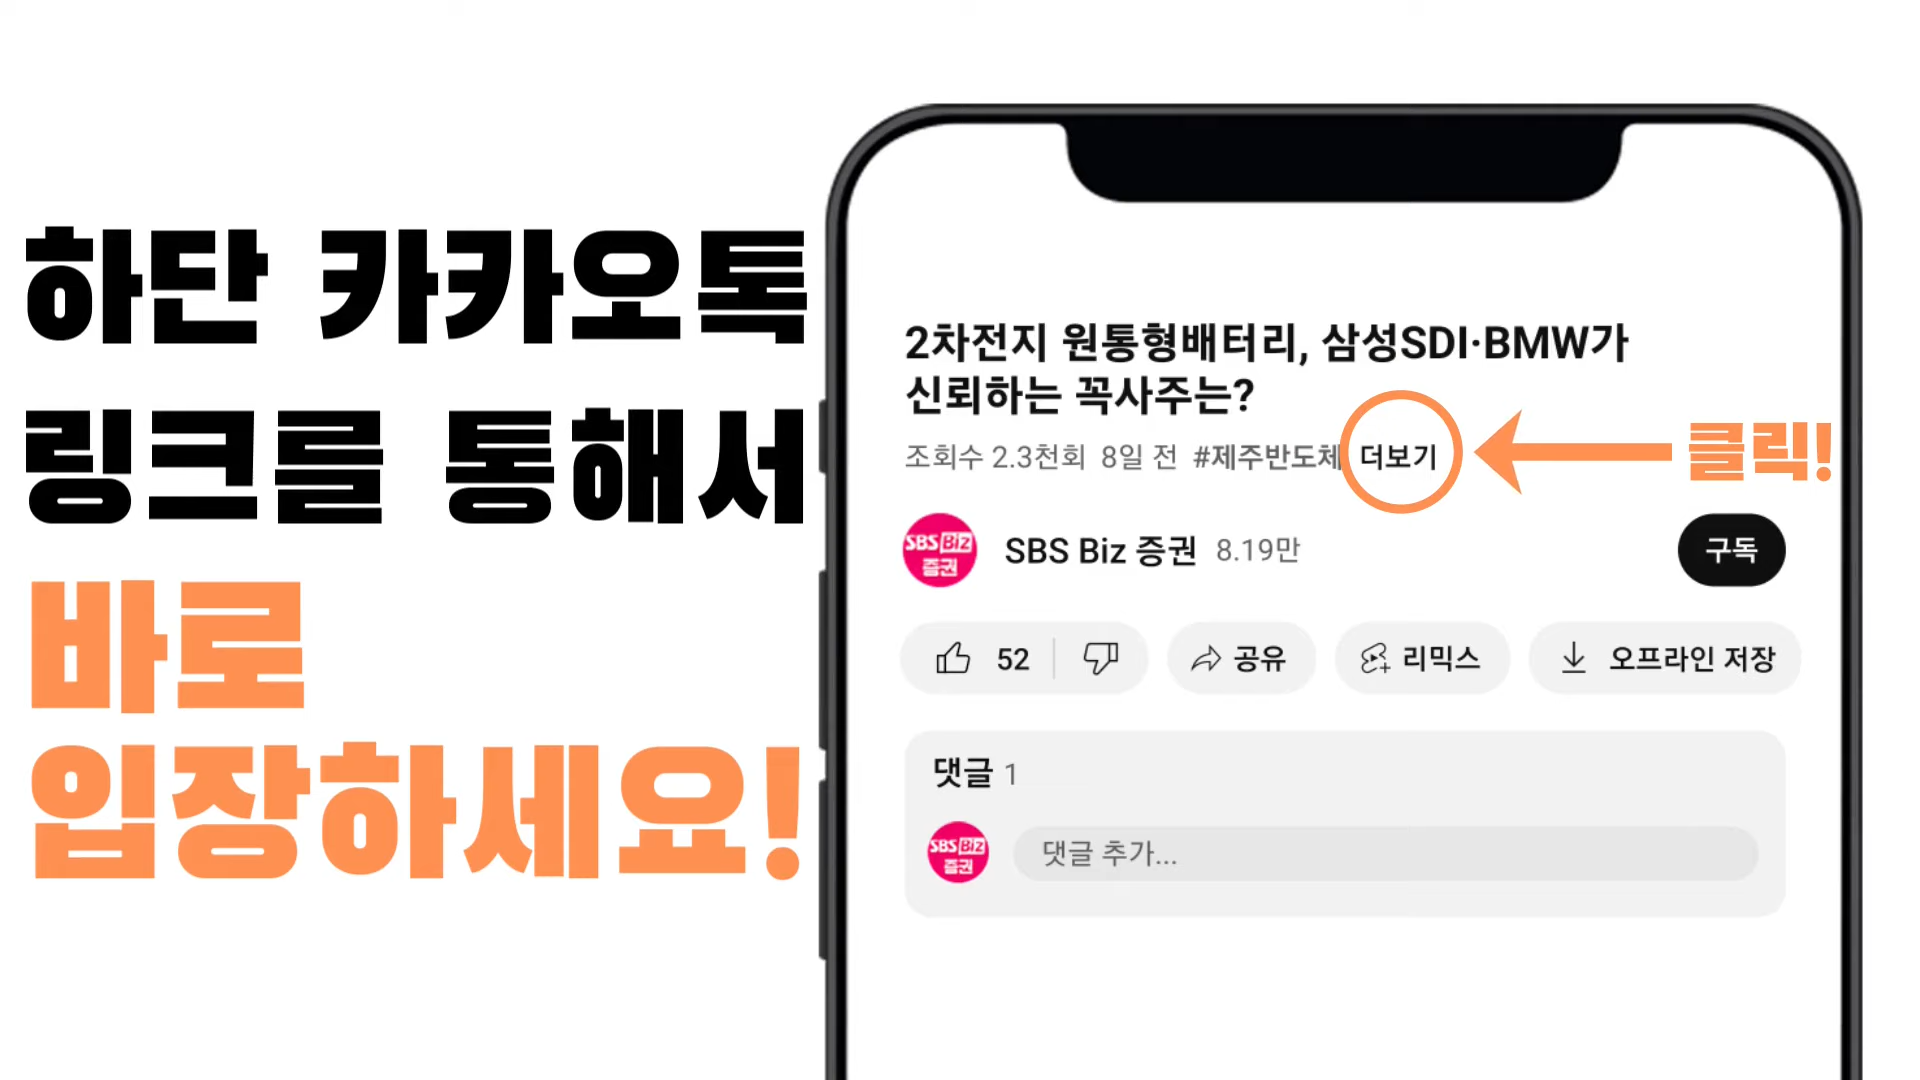 하단 카카오톡
링크를 통해서
바로
입장하세요!
2차전지 원통형배터리, 삼성SDI·BMW가
신뢰하는 꼭사주는?
조회수 2.3천회 8일 전 #제주반도체 더보기
클릭!
SBS Biz 증권
SBS Biz 증권 8.19만
구독
52
공유
리믹스
오프라인 저장
댓글 1
SBS Biz 증권
댓글 추가...